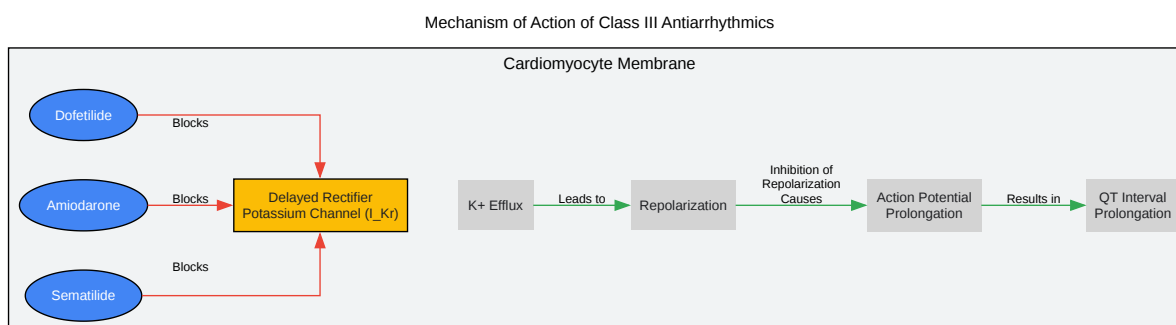 Mechanism of Action of Class III Antiarrhythmics
Cardiomyocyte Membrane
Dofetilide
Blocks
Amiodarone
Blocks
Sematilide
Blocks
Delayed Rectifier
Potassium Channel (I_Kr)
K+ Efflux
Leads to
Repolarization
Inhibition of
Repolarization
Causes
Action Potential
Prolongation
Results in
QT Interval
Prolongation